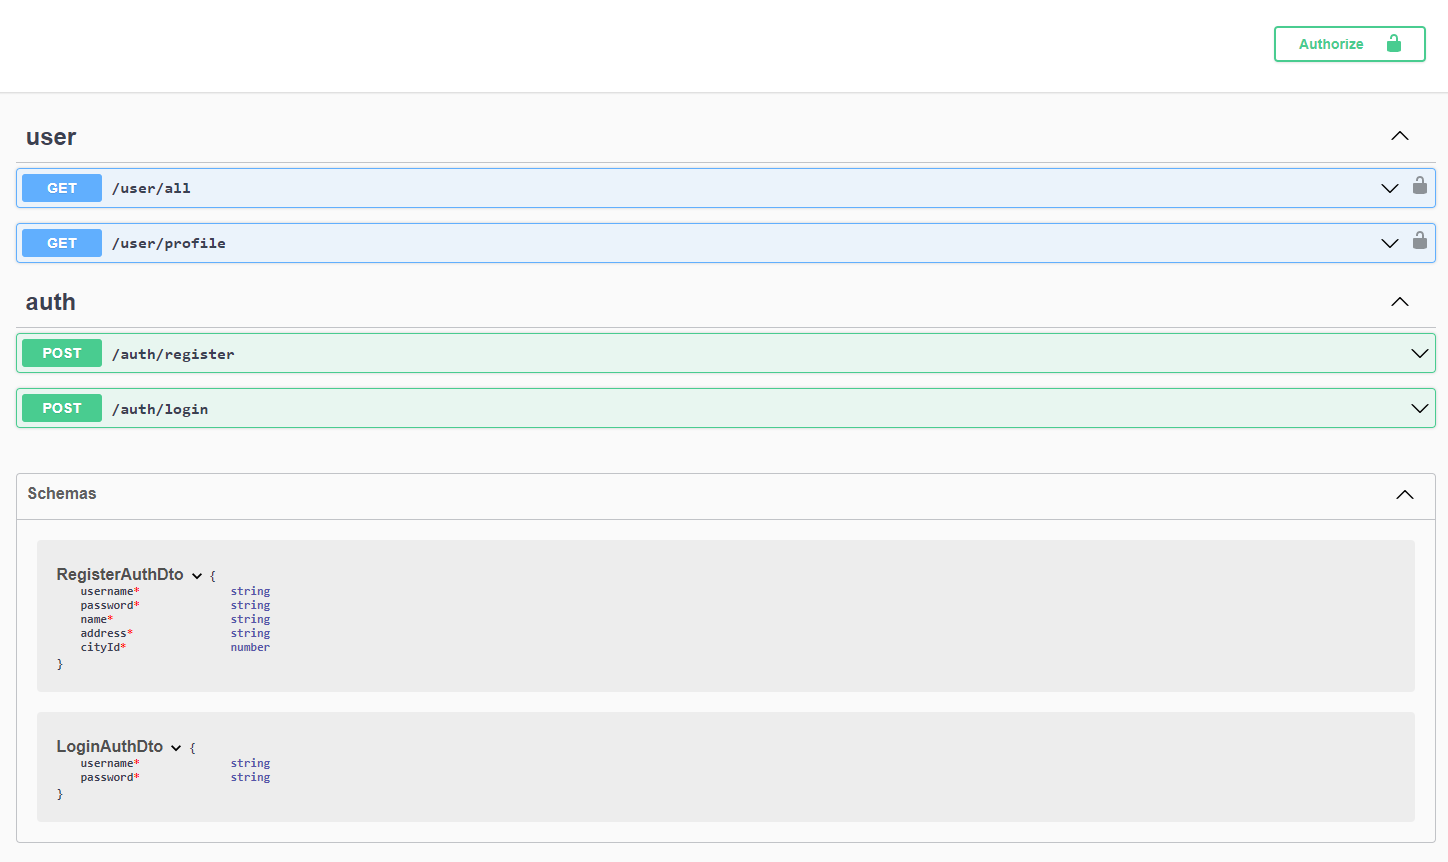 Authorize
user
GET /user/all
GET /user/profile
auth
POST /auth/register
POST /auth/login
Schemas
RegisterAuthDto {
username* string
password* string
name* string
address* string
cityId* number
}
LoginAuthDto {
username* string
password* string
}